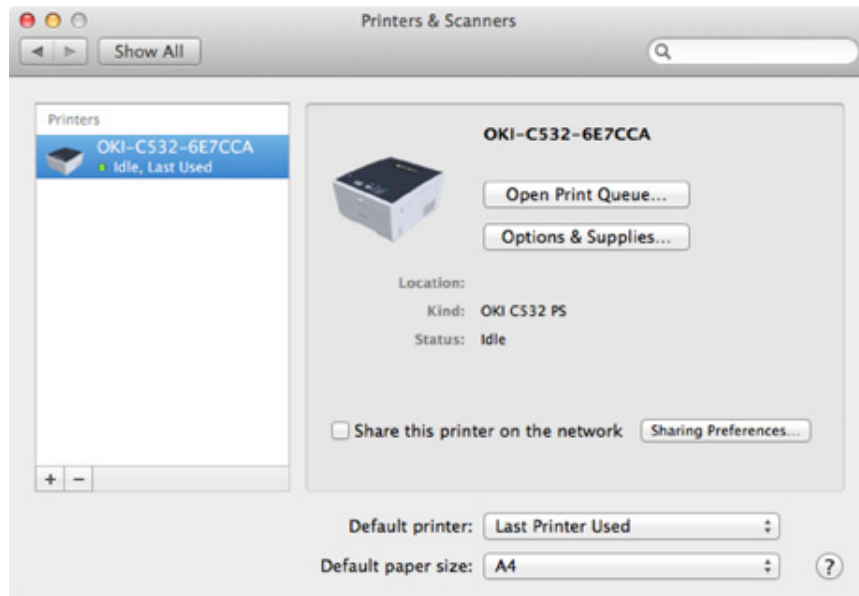 Printers & Scanners
Show All
Printers
OKI-C532-6E7CCA
Idle, Last Used
+ −
OKI-C532-6E7CCA
Open Print Queue...
Options & Supplies...
Location:
Kind: OKI C532 PS
Status: Idle
Share this printer on the network Sharing Preferences...
Default printer: Last Printer Used
Default paper size: A4 ?